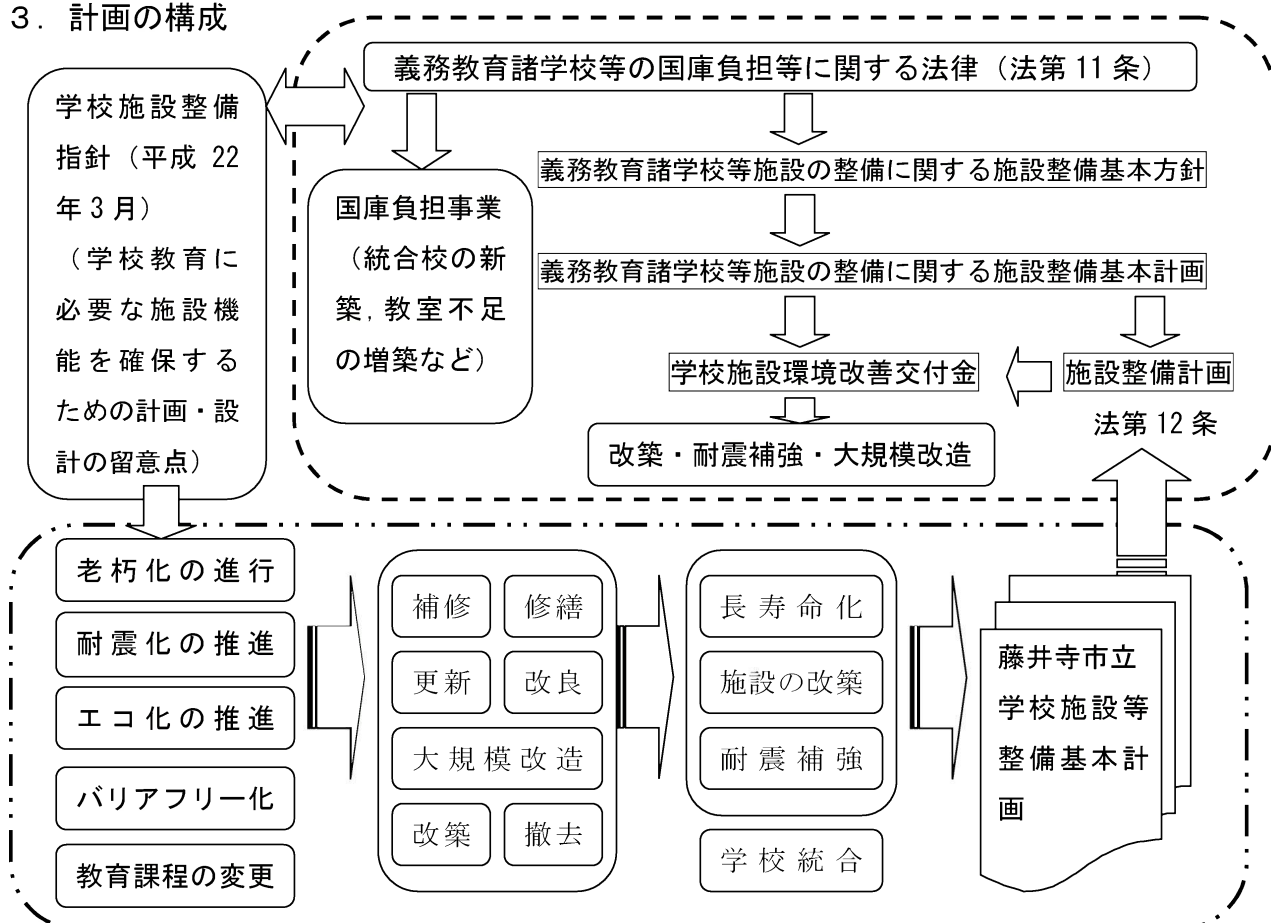 ３．計画の構成
義務教育諸学校等の国庫負担等に関する法律（法第 11 条）
学校施設整備
指針（平成 22
年 3 月）
（学校教育に
必要な施設機
能を確保する
ための計画・設
計の留意点）
国庫負担事業
（統合校の新
築，教室不足
の増築など）
義務教育諸学校等施設の整備に関する施設整備基本方針
義務教育諸学校等施設の整備に関する施設整備基本計画
学校施設環境改善交付金
施設整備計画
法第 12 条
改築・耐震補強・大規模改造
老朽化の進行
耐震化の推進
エコ化の推進
バリアフリー化
教育課程の変更
補修
修繕
更新
改良
大規模改造
改築
撤去
長寿命化
施設の改築
耐震補強
学校統合
藤井寺市立
学校施設等
整備基本計
画